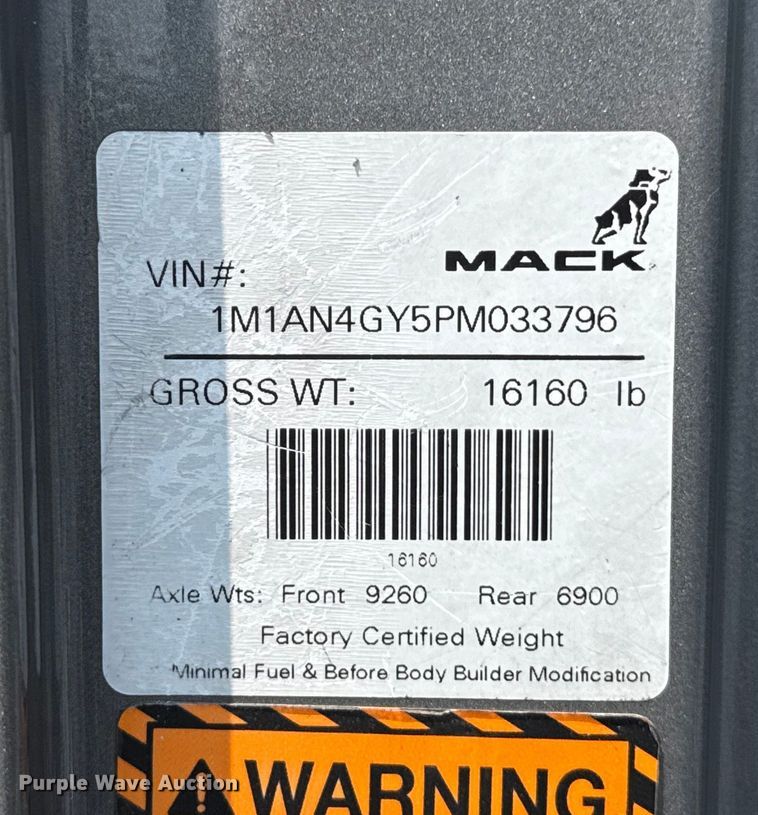 MACK
VIN#:
1M1AN4GY5PM033796
GROSS WT: 16160 lb
16160
Axle Wts: Front 9260 Rear 6900
Factory Certified Weight
Minimal Fuel & Before Body Builder Modification
WARNING
Purple Wave Auction